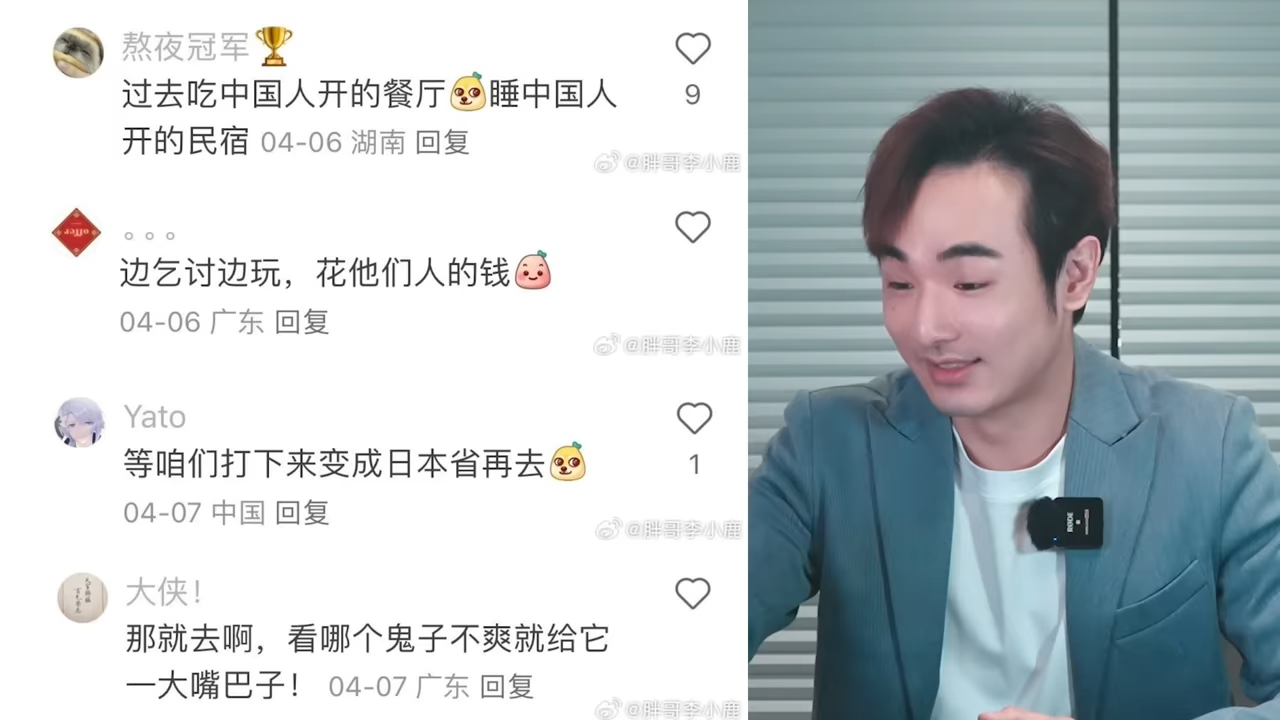 熬夜冠军🏆
过去吃中国人开的餐厅睡中国人
9
开的民宿 04-06 湖南 回复
@胖哥李小鹿
offer
。。。
边乞讨边玩，花他们人的钱
04-06 广东 回复
@胖哥李小鹿
Yato
等咱们打下来变成日本省再去
1
04-07 中国 回复
@胖哥李小鹿
大侠！
那就去啊，看哪个鬼子不爽就给它
一大嘴巴子！ 04-07 广东 回复
@胖哥李小鹿
RØDE